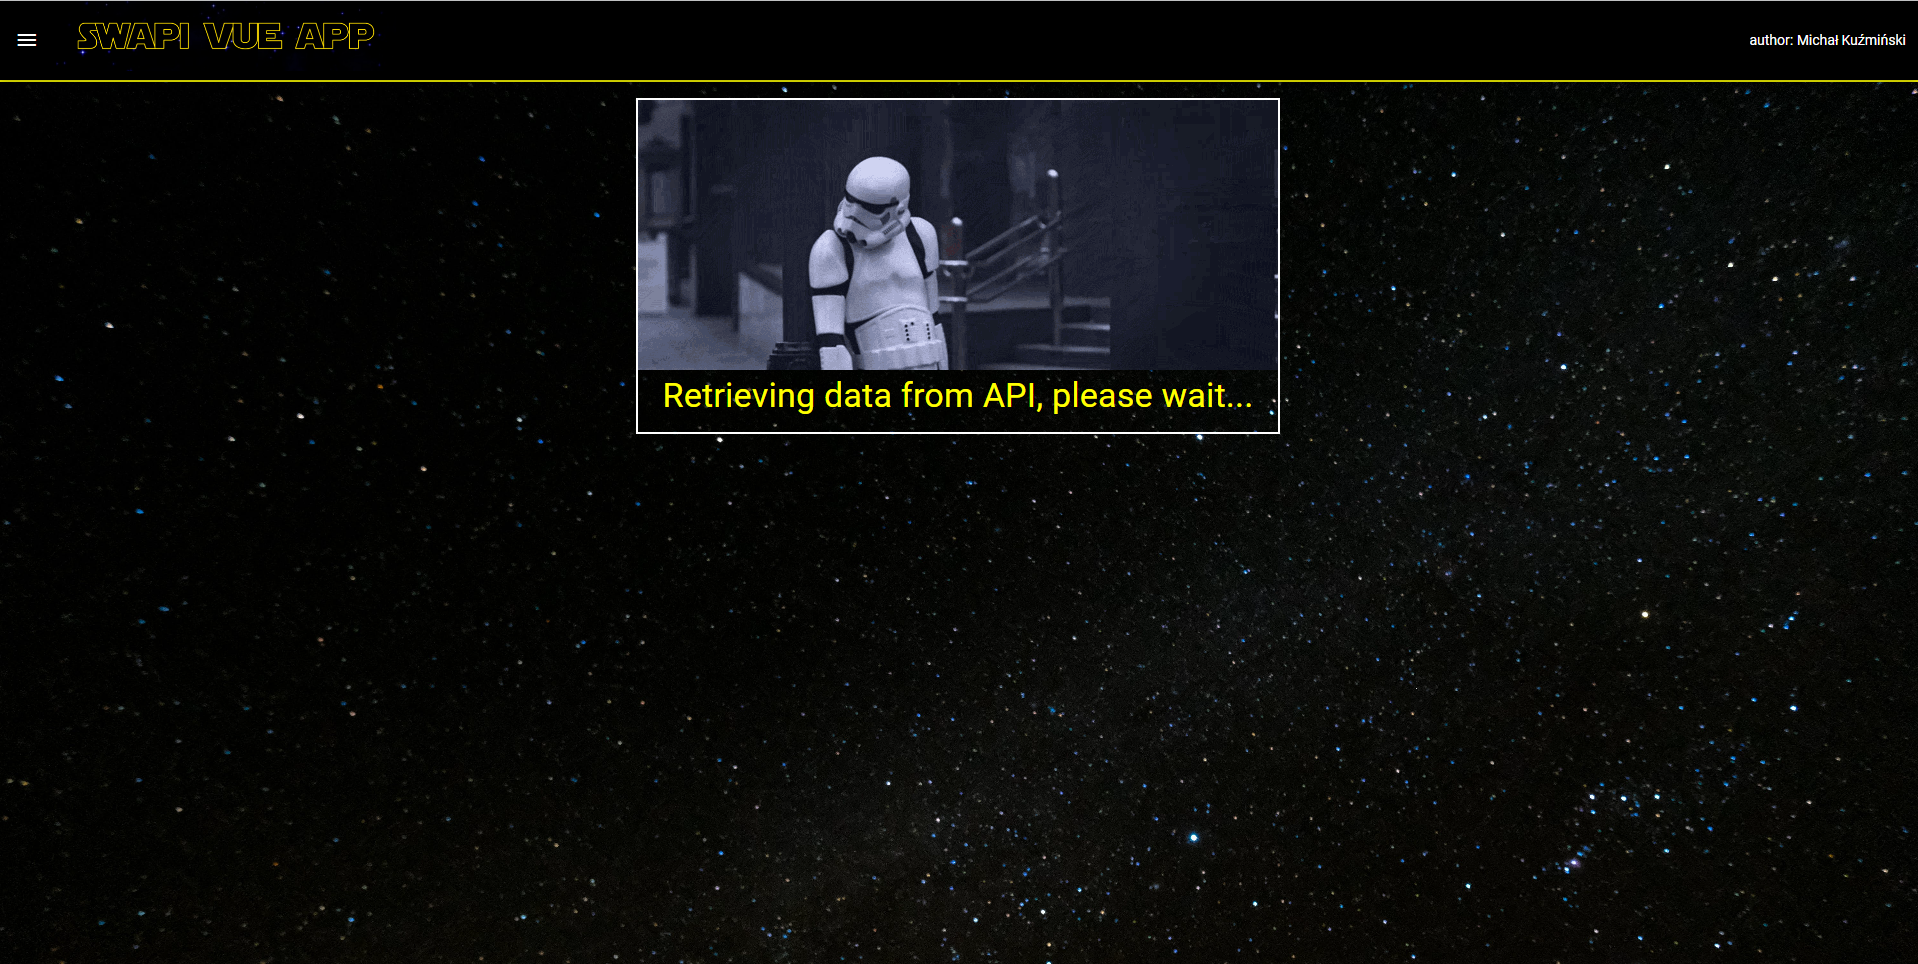 SWAPI VUE APP
author: Michał Kuźmiński
Retrieving data from API, please wait...